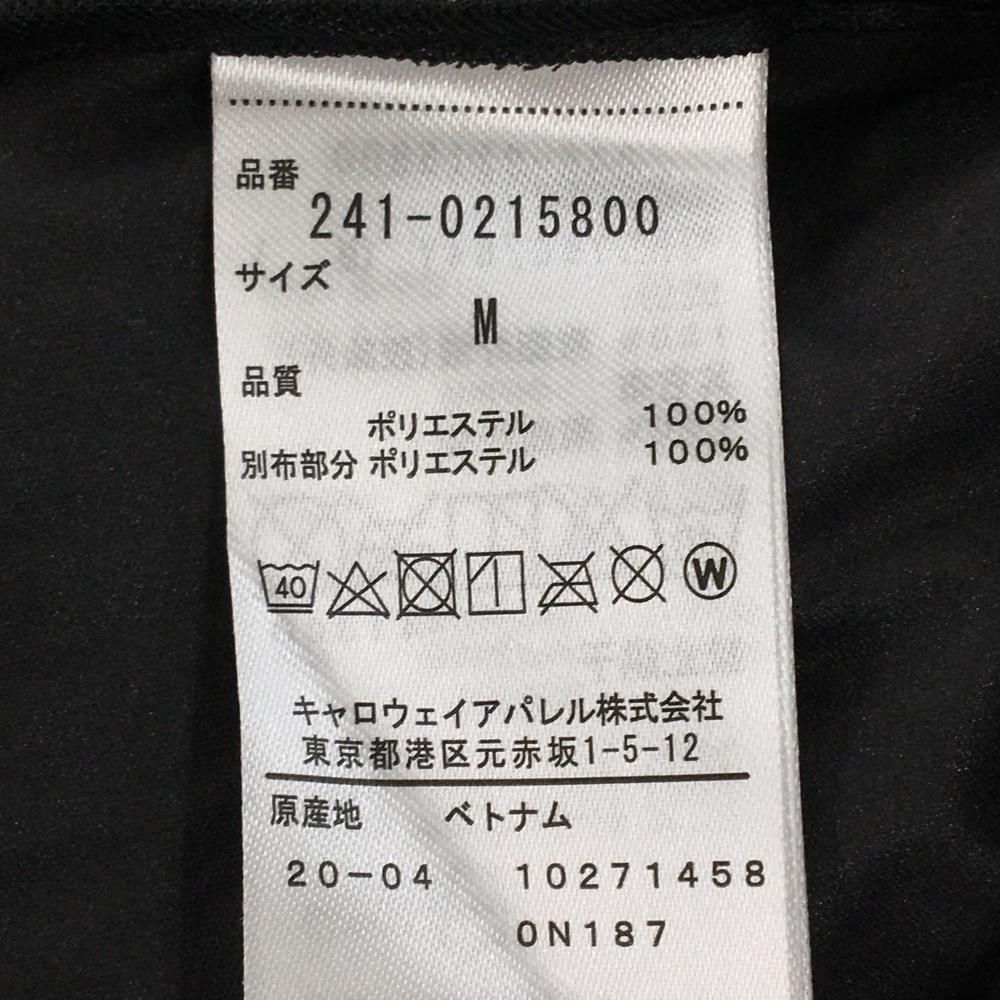 品番
241-0215800
サイズ
M
品質
ポリエステル 100%
別布部分 ポリエステル 100%
40 W
キャロウェイアパレル株式会社
東京都港区元赤坂1-5-12
原産地 ベトナム
20-04 10271458
0N187